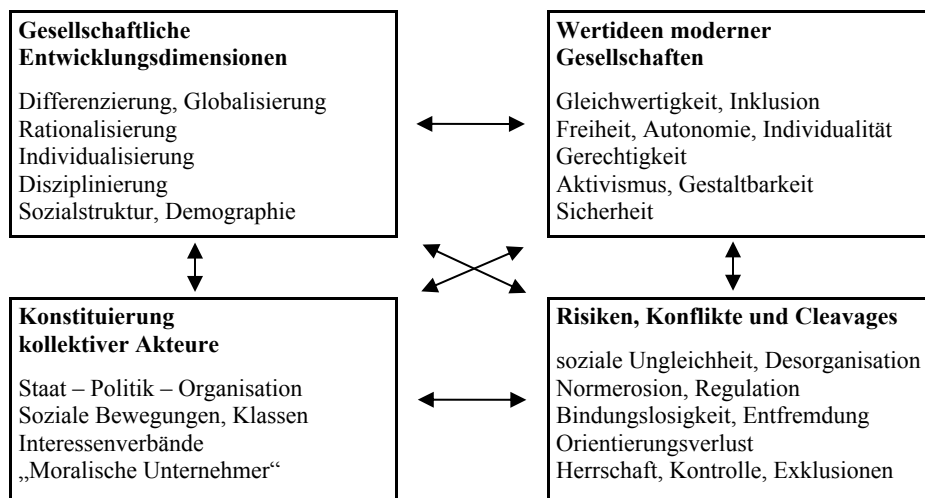 Gesellschaftliche
Entwicklungsdimensionen
Differenzierung, Globalisierung
Rationalisierung
Individualisierung
Disziplinierung
Sozialstruktur, Demographie
Wertideen moderner
Gesellschaften
Gleichwertigkeit, Inklusion
Freiheit, Autonomie, Individualität
Gerechtigkeit
Aktivismus, Gestaltbarkeit
Sicherheit
Konstituierung
kollektiver Akteure
Staat – Politik – Organisation
Soziale Bewegungen, Klassen
Interessenverbände
„Moralische Unternehmer“
Risiken, Konflikte und Cleavages
soziale Ungleichheit, Desorganisation
Normerosion, Regulation
Bindungslosigkeit, Entfremdung
Orientierungsverlust
Herrschaft, Kontrolle, Exklusionen